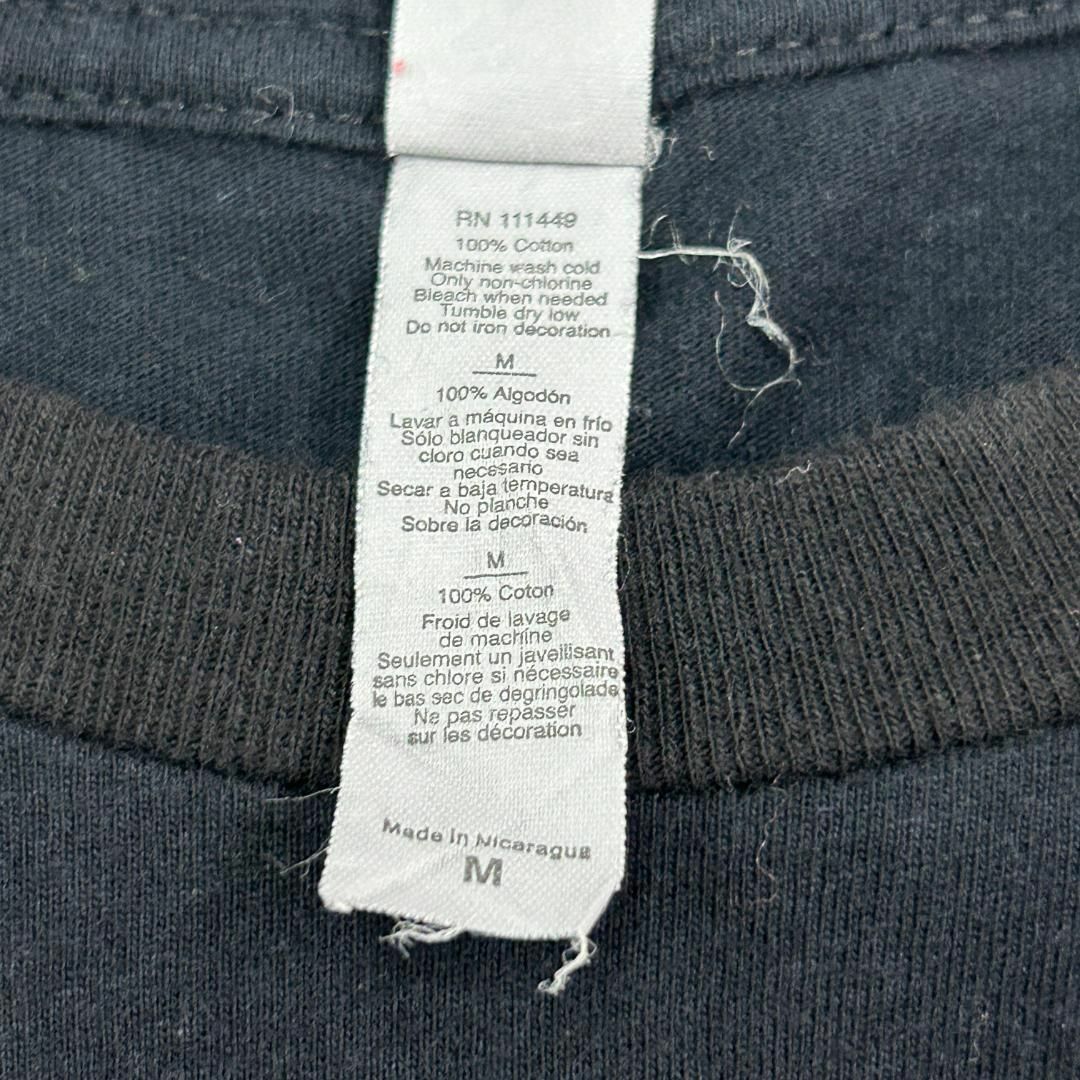 RN 111449
100% Cotton
Machine wash cold
Only non-chlorine
Bleach when needed
Tumble dry low
Do not iron decoration
M
100% Algodón
Lavar a máquina en frío
Sólo blanqueador sin
cloro cuando sea
necesario
Secar a baja temperatura
No planche
Sobre la decoración
M
100% Coton
Froid de lavage
de machine
Seulement un javellisant
sans chlore si nécessaire
le bas sec de degringolade
Ne pas repasser
sur les décoration
Made in Nicaragua
M